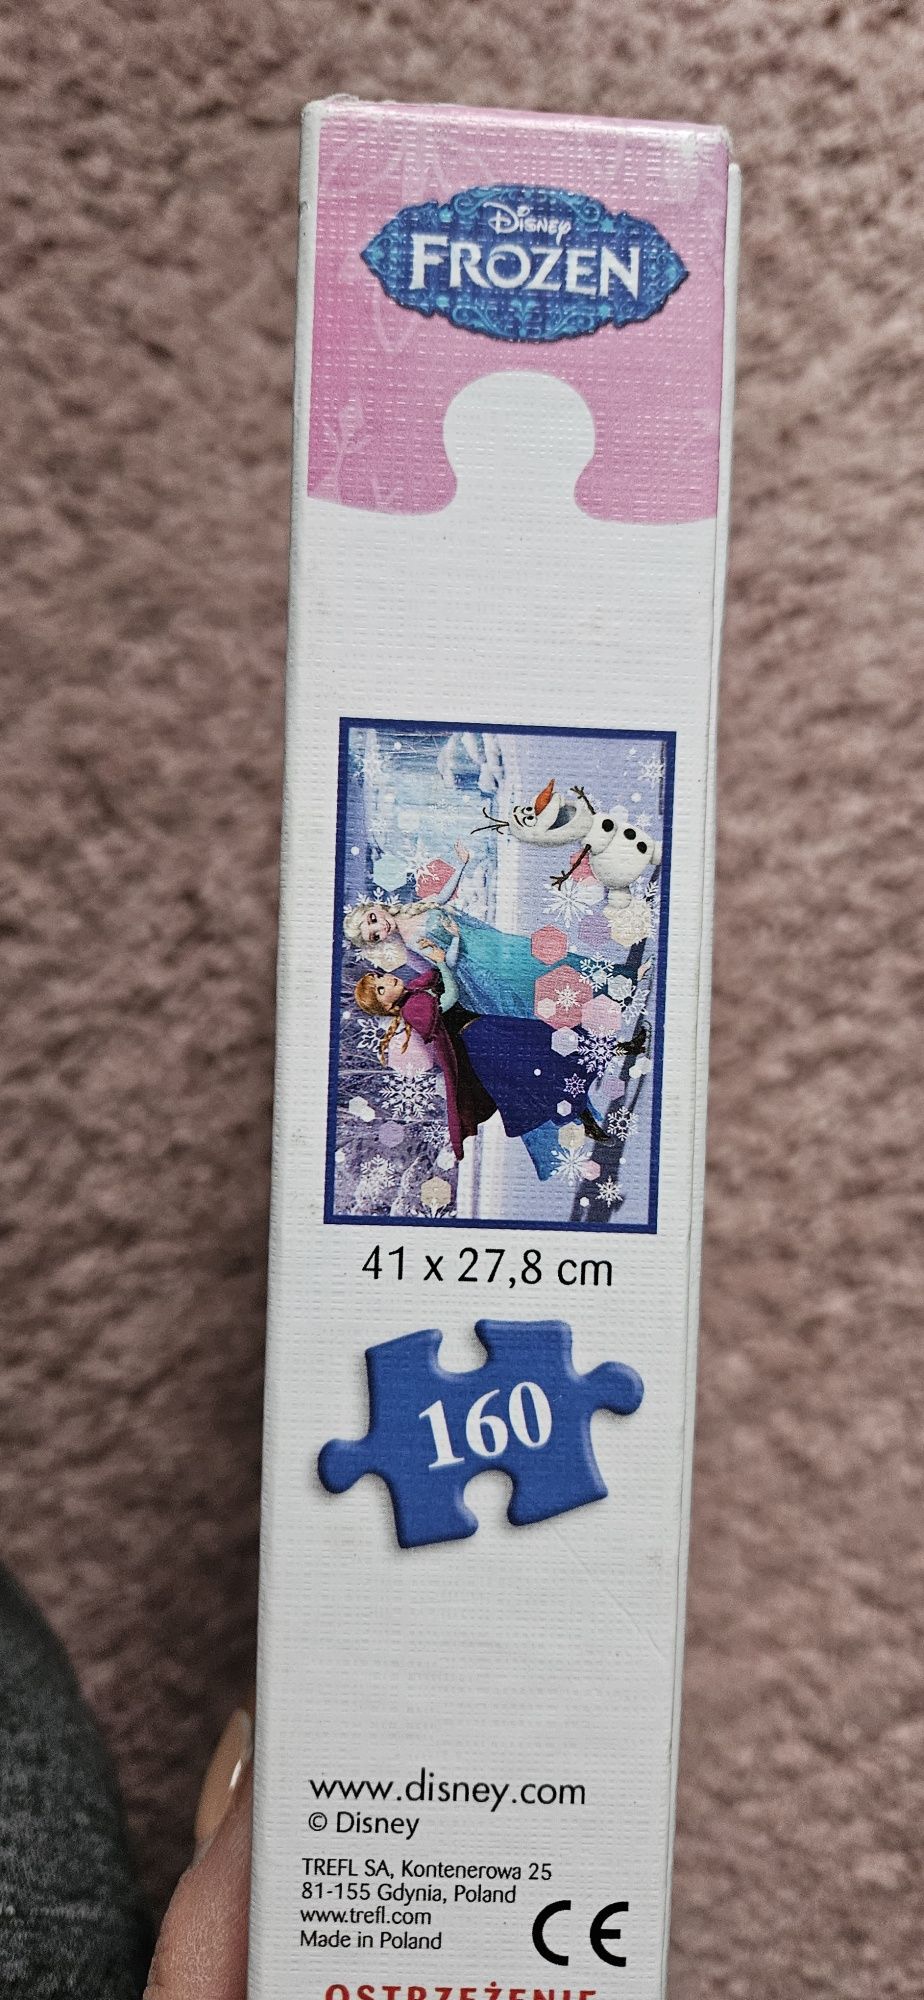 Disney
FROZEN
41 x 27,8 cm
160
www.disney.com
© Disney
TREFL SA, Kontenerowa 25
81-155 Gdynia, Poland
www.trefl.com
Made in Poland
CE
OSTRZEŻENIE